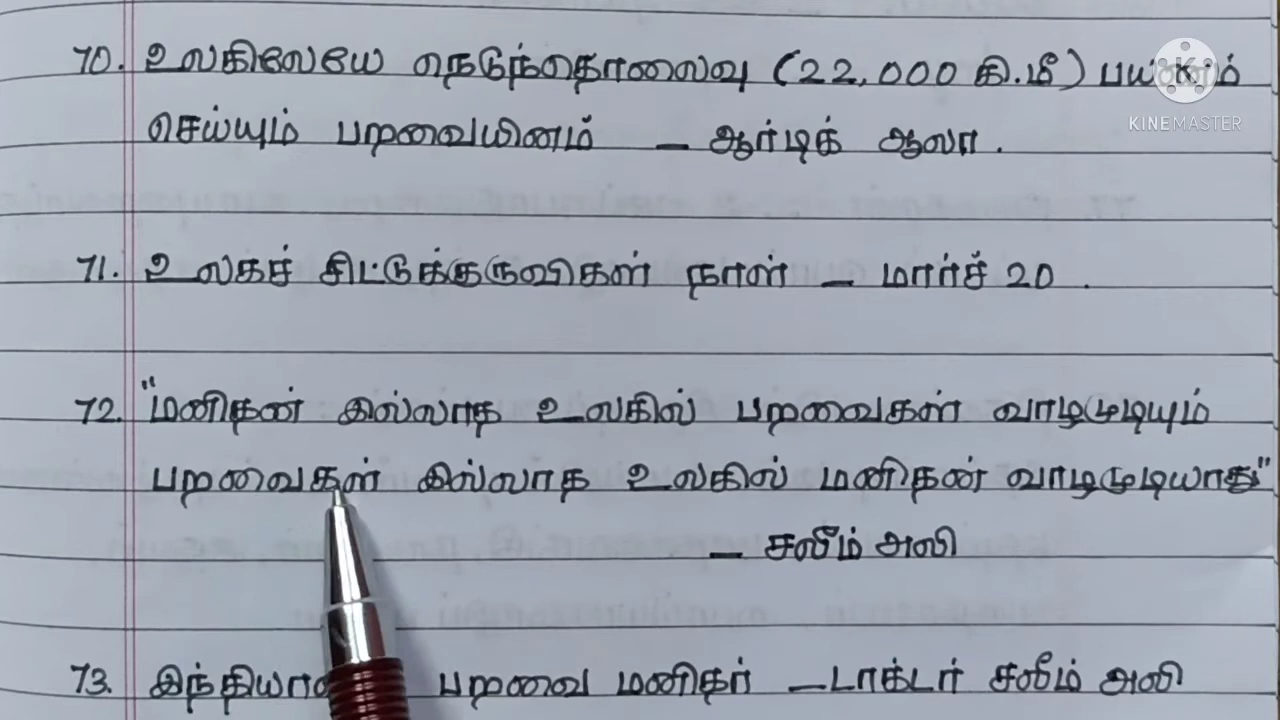 70. உலகிலேயே நெடுந்தொலைவு (22,000 கி.மீ) பயணம்
செய்யும் பறவையினம் – ஆர்டிக் ஆலா.
KINEMASTER
71. உலகச் சிட்டுக்குருவிகள் நாள் – மார்ச் 20.
72. "மனிதன் இல்லாத உலகில் பறவைகள் வாழமுடியும்
பறவைகள் இல்லாத உலகில் மனிதன் வாழமுடியாது"
– சலீம் அலி
73. பறவை மனிதர் – டாக்டர் சலீம் அலி